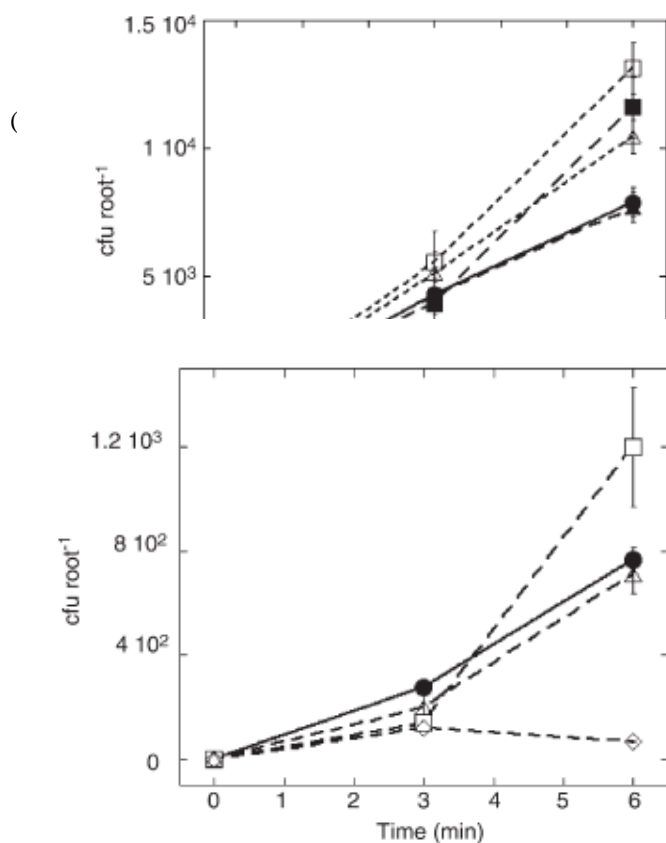 1.5 10⁴
(
1 10⁴
cfu root⁻¹
5 10³
1.2 10³
8 10²
cfu root⁻¹
4 10²
0
0 1 2 3 4 5 6
Time (min)